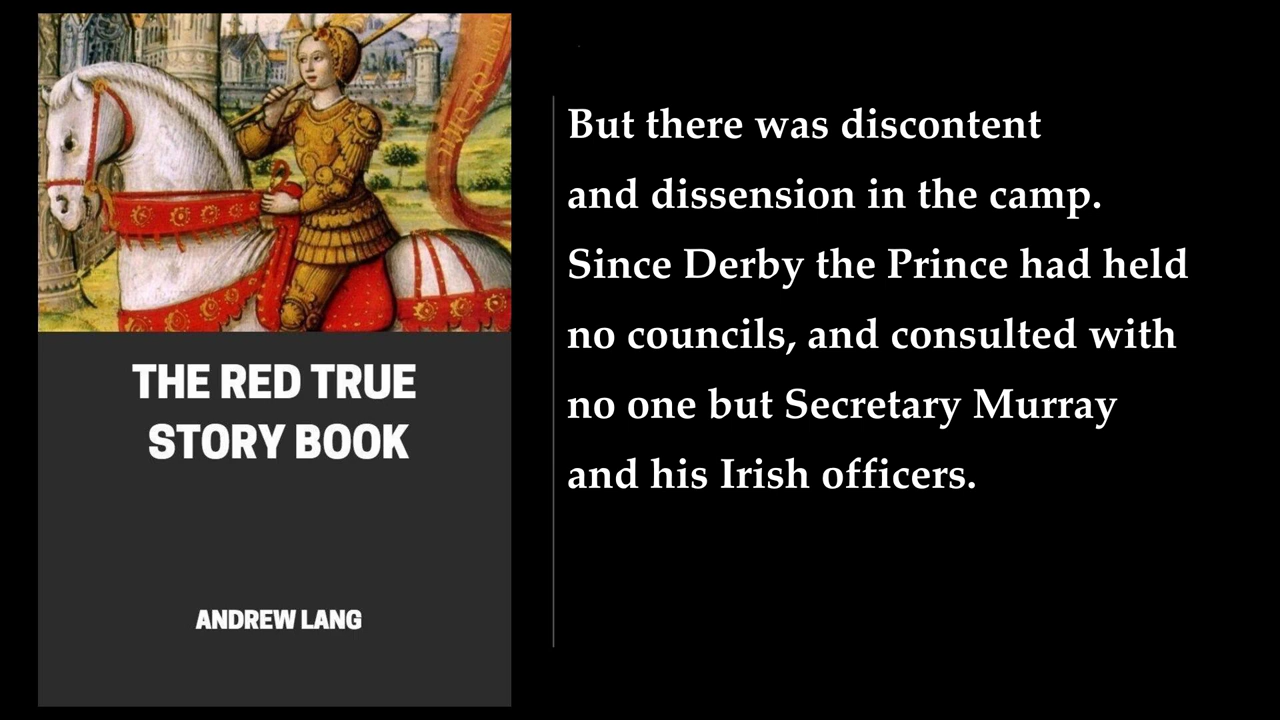 THE RED TRUE
STORY BOOK
ANDREW LANG
But there was discontent
and dissension in the camp.
Since Derby the Prince had held
no councils, and consulted with
no one but Secretary Murray
and his Irish officers.